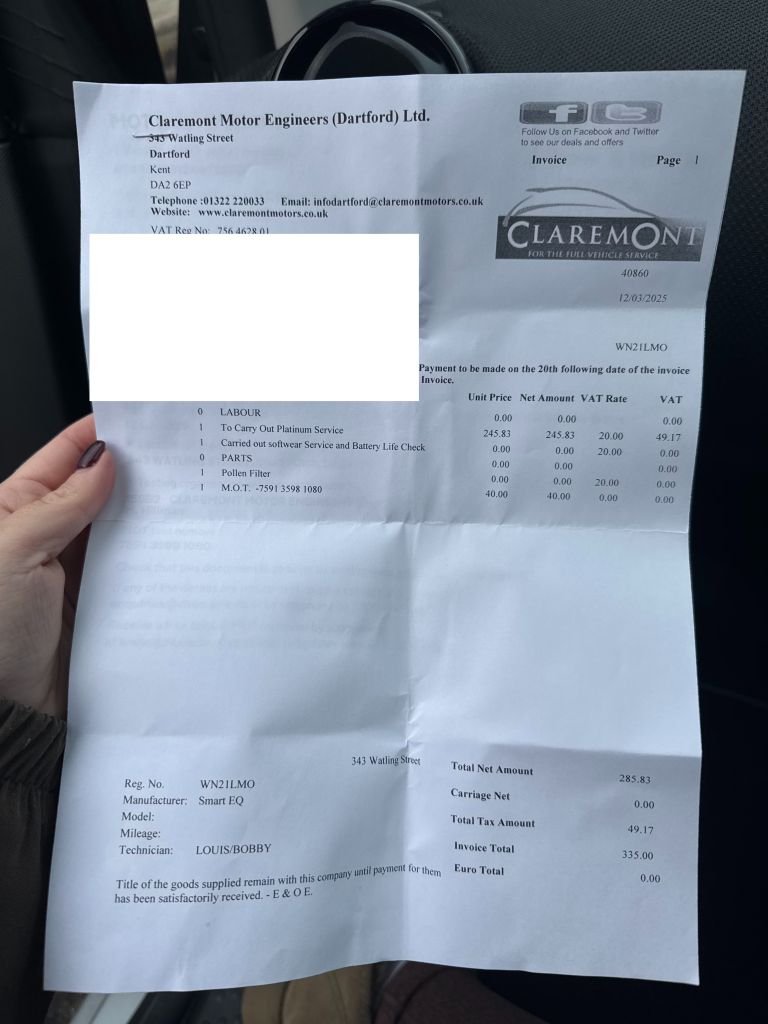 Claremont Motor Engineers (Dartford) Ltd.
343 Watling Street
Dartford
Kent
DA2 6EP
Telephone :01322 220033 Email: infodartford@claremontmotors.co.uk
Website: www.claremontmotors.co.uk
VAT Reg No: 756 4628 01
Follow Us on Facebook and Twitter
to see our deals and offers
Invoice Page 1
CLAREMONT
FOR THE FULL VEHICLE SERVICE
40860
12/03/2025
WN21LMO
Payment to be made on the 20th following date of the invoice
Invoice.
Unit Price Net Amount VAT Rate VAT
0 LABOUR 0.00 0.00 0.00
1 To Carry Out Platinum Service 245.83 245.83 20.00 49.17
1 Carried out softwear Service and Battery Life Check 0.00 0.00 20.00 0.00
0 PARTS 0.00 0.00 0.00
1 Pollen Filter 0.00 0.00 20.00 0.00
1 M.O.T. -7591 3598 1080 40.00 40.00 0.00 0.00
343 Watling Street
Reg. No. WN21LMO
Manufacturer: Smart EQ
Model:
Mileage:
Technician: LOUIS/BOBBY
Title of the goods supplied remain with this company until payment for them
has been satisfactorily received. - E & O E.
Total Net Amount 285.83
Carriage Net 0.00
Total Tax Amount 49.17
Invoice Total 335.00
Euro Total 0.00